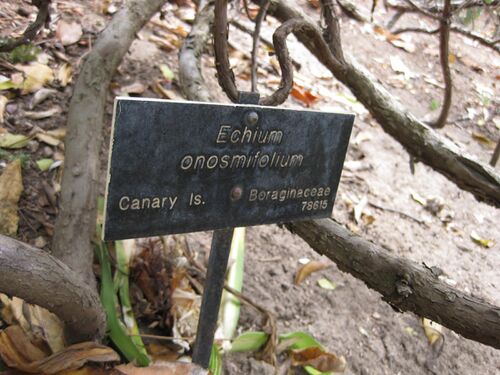 Echium
onosmifolium
Canary Is. Boraginaceae
78615